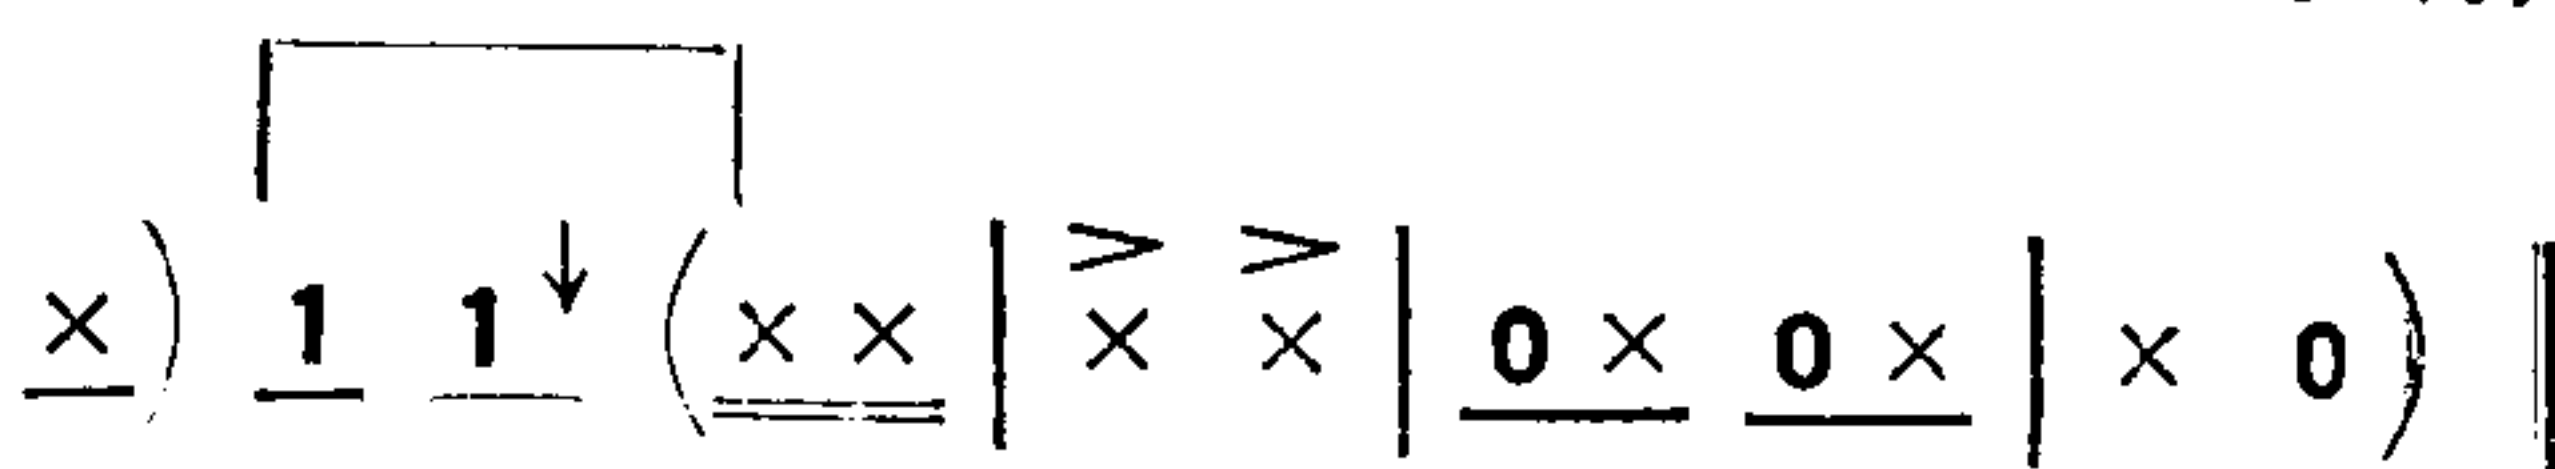 ×) 1 1↓ (× × | > × > × | 0 × 0 × | × 0) ‖